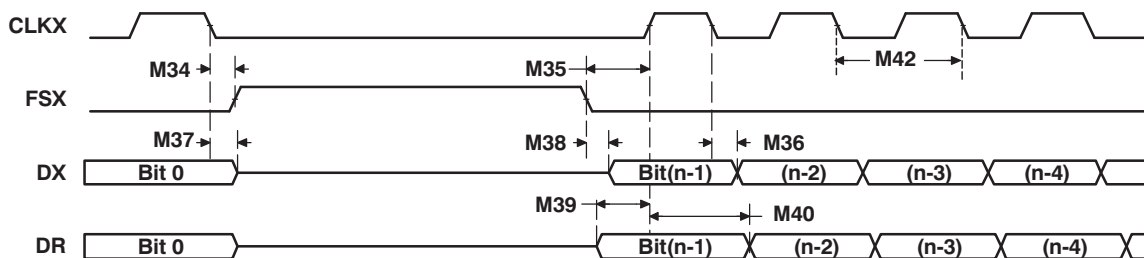 CLKX
M34
M35
M42
FSX
M37
M38
M36
DX
Bit 0
Bit(n-1)
(n-2)
(n-3)
(n-4)
M39
M40
DR
Bit 0
Bit(n-1)
(n-2)
(n-3)
(n-4)